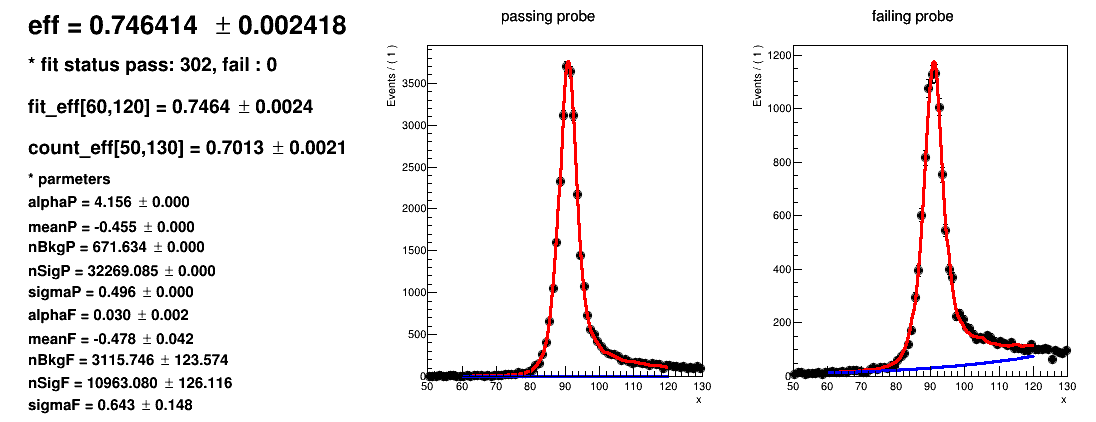 eff = 0.746414 ± 0.002418
* fit status pass: 302, fail : 0
fit_eff[60,120] = 0.7464 ± 0.0024
count_eff[50,130] = 0.7013 ± 0.0021
* parmeters
alphaP = 4.156 ± 0.000
meanP = -0.455 ± 0.000
nBkgP = 671.634 ± 0.000
nSigP = 32269.085 ± 0.000
sigmaP = 0.496 ± 0.000
alphaF = 0.030 ± 0.002
meanF = -0.478 ± 0.042
nBkgF = 3115.746 ± 123.574
nSigF = 10963.080 ± 126.116
sigmaF = 0.643 ± 0.148
passing probe
Events / ( 1 )
3500
3000
2500
2000
1500
1000
500
0
50 60 70 80 90 100 110 120 130
x
failing probe
Events / ( 1 )
1200
1000
800
600
400
200
0
50 60 70 80 90 100 110 120 130
x